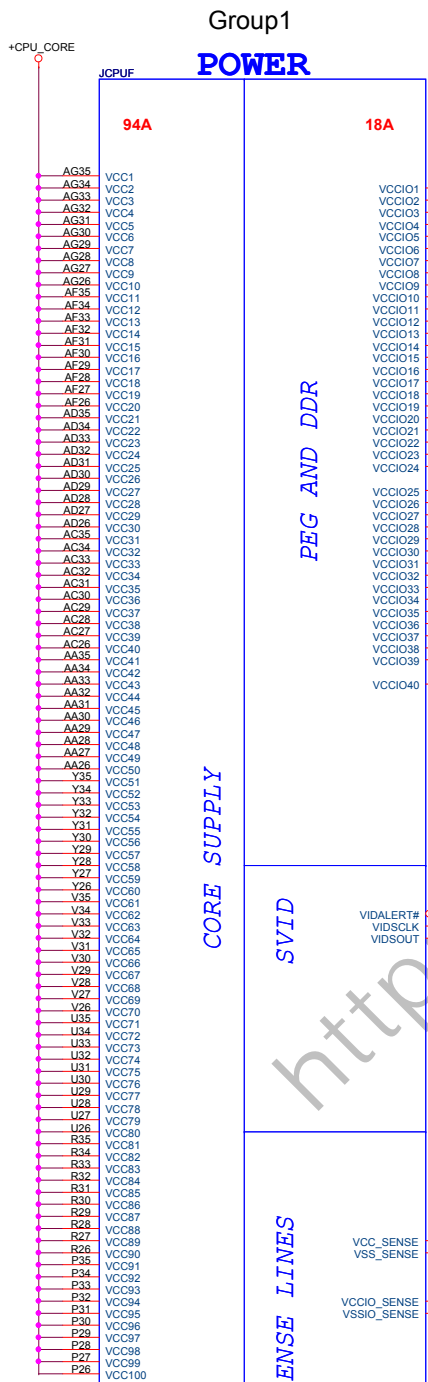 Group1
+CPU_CORE
JCPUF
POWER
94A
18A
AG35 VCC1
AG34 VCC2
AG33 VCC3
AG32 VCC4
AG31 VCC5
AG30 VCC6
AG29 VCC7
AG28 VCC8
AG27 VCC9
AG26 VCC10
AF35 VCC11
AF34 VCC12
AF33 VCC13
AF32 VCC14
AF31 VCC15
AF30 VCC16
AF29 VCC17
AF28 VCC18
AF27 VCC19
AF26 VCC20
AD35 VCC21
AD34 VCC22
AD33 VCC23
AD32 VCC24
AD31 VCC25
AD30 VCC26
AD29 VCC27
AD28 VCC28
AD27 VCC29
AD26 VCC30
AC35 VCC31
AC34 VCC32
AC33 VCC33
AC32 VCC34
AC31 VCC35
AC30 VCC36
AC29 VCC37
AC28 VCC38
AC27 VCC39
AC26 VCC40
AA35 VCC41
AA34 VCC42
AA33 VCC43
AA32 VCC44
AA31 VCC45
AA30 VCC46
AA29 VCC47
AA28 VCC48
AA27 VCC49
AA26 VCC50
Y35 VCC51
Y34 VCC52
Y33 VCC53
Y32 VCC54
Y31 VCC55
Y30 VCC56
Y29 VCC57
Y28 VCC58
Y27 VCC59
Y26 VCC60
V35 VCC61
V34 VCC62
V33 VCC63
V32 VCC64
V31 VCC65
V30 VCC66
V29 VCC67
V28 VCC68
V27 VCC69
V26 VCC70
U35 VCC71
U34 VCC72
U33 VCC73
U32 VCC74
U31 VCC75
U30 VCC76
U29 VCC77
U28 VCC78
U27 VCC79
U26 VCC80
R35 VCC81
R34 VCC82
R33 VCC83
R32 VCC84
R31 VCC85
R30 VCC86
R29 VCC87
R28 VCC88
R27 VCC89
R26 VCC90
P35 VCC91
P34 VCC92
P33 VCC93
P32 VCC94
P31 VCC95
P30 VCC96
P29 VCC97
P28 VCC98
P27 VCC99
P26 VCC100
CORE SUPPLY
PEG AND DDR
VCCIO1
VCCIO2
VCCIO3
VCCIO4
VCCIO5
VCCIO6
VCCIO7
VCCIO8
VCCIO9
VCCIO10
VCCIO11
VCCIO12
VCCIO13
VCCIO14
VCCIO15
VCCIO16
VCCIO17
VCCIO18
VCCIO19
VCCIO20
VCCIO21
VCCIO22
VCCIO23
VCCIO24
VCCIO25
VCCIO26
VCCIO27
VCCIO28
VCCIO29
VCCIO30
VCCIO31
VCCIO32
VCCIO33
VCCIO34
VCCIO35
VCCIO36
VCCIO37
VCCIO38
VCCIO39
VCCIO40
SVID
VIDALERT#
VIDSCLK
VIDSOUT
http
ENSE LINES
VCC_SENSE
VSS_SENSE
VCCIO_SENSE
VSSIO_SENSE